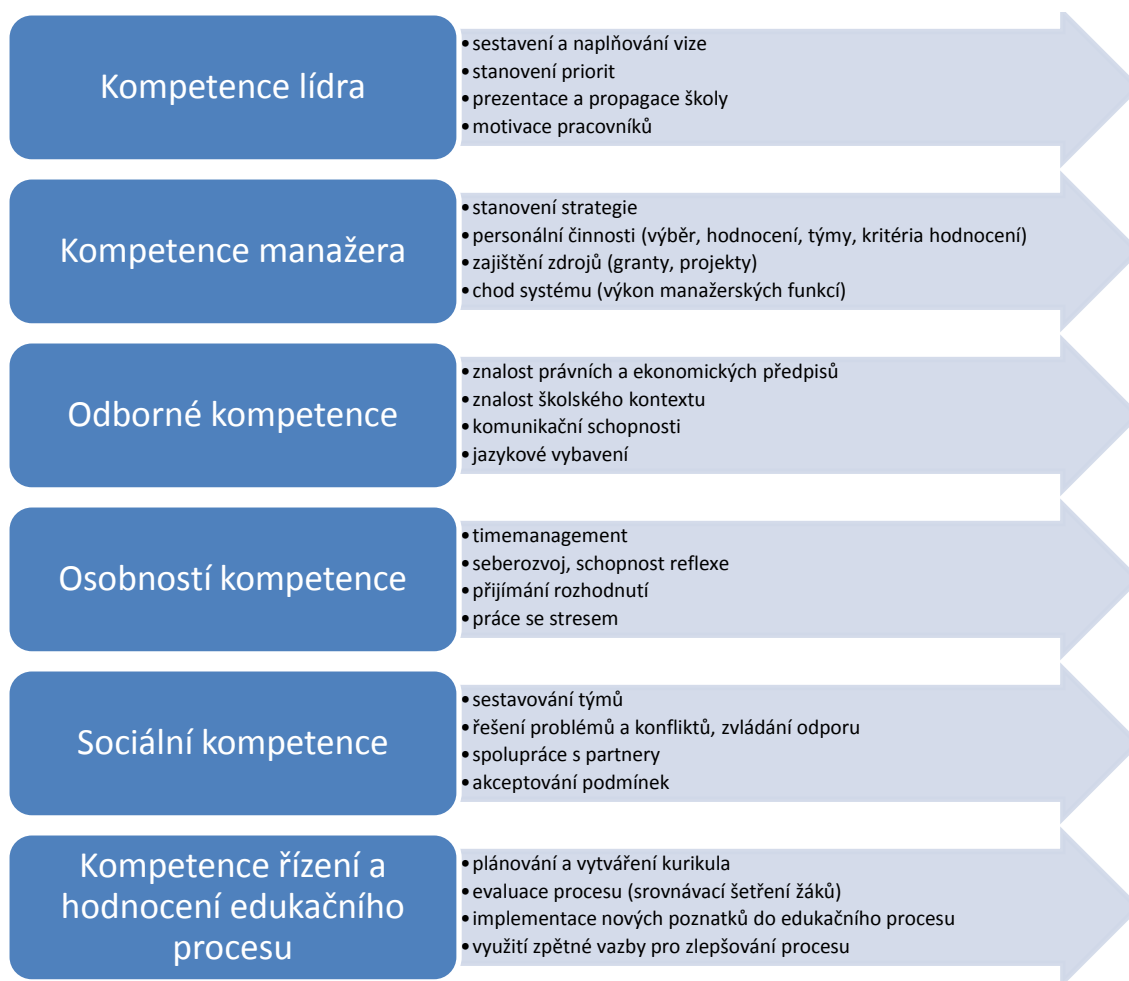 Kompetence lídra
•sestavení a naplňování vize
•stanovení priorit
•prezentace a propagace školy
•motivace pracovníků
Kompetence manažera
•stanovení strategie
•personální činnosti (výběr, hodnocení, týmy, kritéria hodnocení)
•zajištění zdrojů (granty, projekty)
•chod systému (výkon manažerských funkcí)
Odborné kompetence
•znalost právních a ekonomických předpisů
•znalost školského kontextu
•komunikační schopnosti
•jazykové vybavení
Osobností kompetence
•timemanagement
•seberozvoj, schopnost reflexe
•přijímání rozhodnutí
•práce se stresem
Sociální kompetence
•sestavování týmů
•řešení problémů a konfliktů, zvládání odporu
•spolupráce s partnery
•akceptování podmínek
Kompetence řízení a
hodnocení edukačního
procesu
•plánování a vytváření kurikula
•evaluace procesu (srovnávací šetření žáků)
•implementace nových poznatků do edukačního procesu
•využití zpětné vazby pro zlepšování procesu